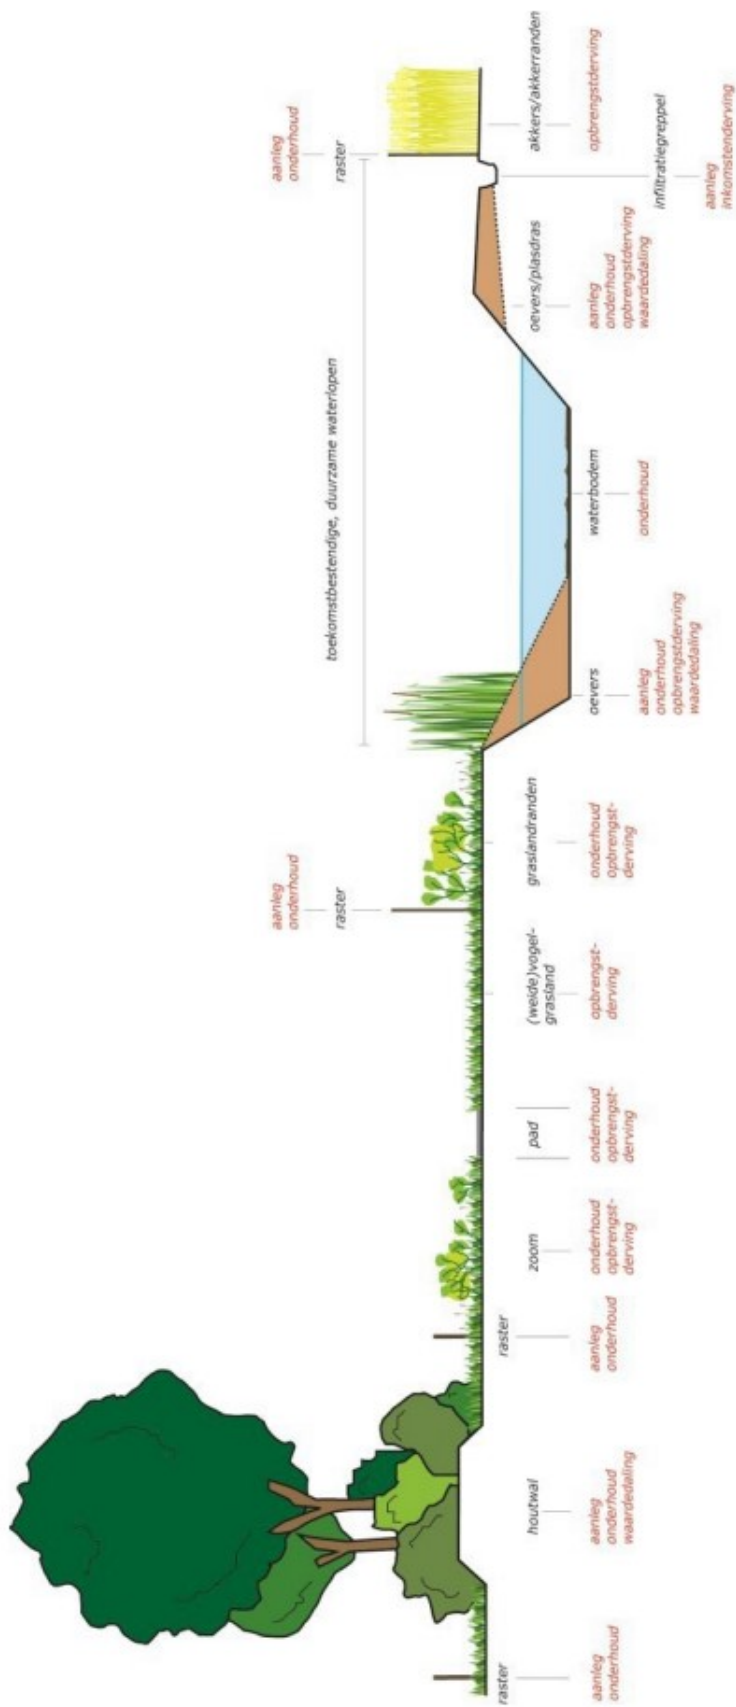 aanleg
onderhoud
raster
toekomstbestendige, duurzame waterlopen
aanleg
onderhoud
raster
raster
aanleg
onderhoud
houtwal
aanleg
onderhoud
waardedaling
raster
aanleg
onderhoud
zoom
onderhoud
opbrengst-
derving
pad
onderhoud
opbrengst-
derving
(weide)vogel-
grasland
opbrengst-
derving
graslandranden
onderhoud
opbrengst-
derving
oevers
aanleg
onderhoud
opbrengstderving
waardedaling
waterbodem
onderhoud
oevers/plasdras
aanleg
onderhoud
opbrengstderving
waardedaling
infiltratiegreppel
aanleg
inkomstenderving
akkers/akkerranden
opbrengstderving